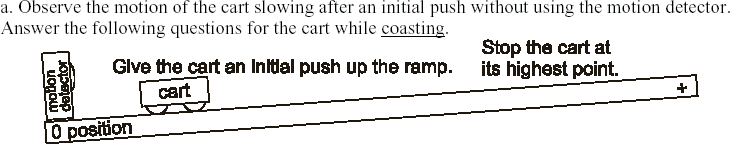 a. Observe the motion of the cart slowing after an initial push without using the motion detector.
Answer the following questions for the cart while coasting.
Stop the cart at
its highest point.
Give the cart an initial push up the ramp.
motion
detector
cart
+
0 position